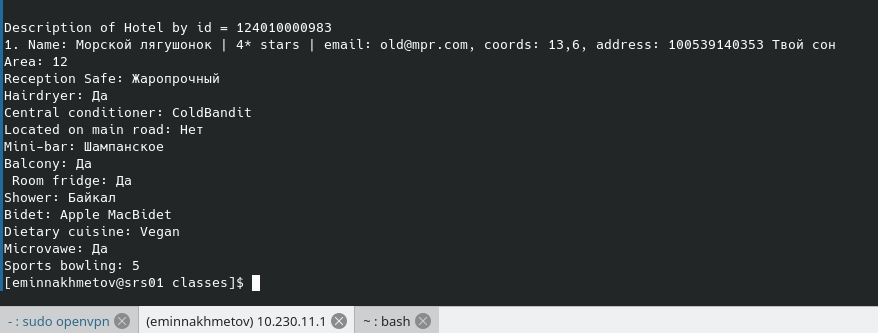 Description of Hotel by id = 124010000983
1. Name: Морской лягушонок | 4* stars | email: old@mpr.com, coords: 13,6, address: 100539140353 Твой сон
Area: 12
Reception Safe: Жаропрочный
Hairdryer: Да
Central conditioner: ColdBandit
Located on main road: Нет
Mini-bar: Шампанское
Balcony: Да
Room fridge: Да
Shower: Байкал
Bidet: Apple MacBidet
Dietary cuisine: Vegan
Microvawe: Да
Sports bowling: 5
[eminnakhmetov@srs01 classes]$
- : sudo openvpn (eminnakhmetov) 10.230.11.1 ~ : bash